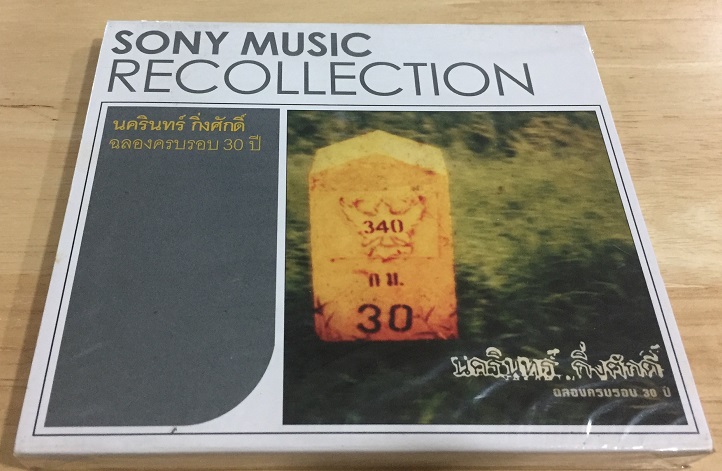 SONY MUSIC
RECOLLECTION
นครินทร์ กิ่งศักดิ์
ฉลองครบรอบ 30 ปี
340
กม.
30
นครินทร์ กิ่งศักดิ์
ฉลองครบรอบ 30 ปี